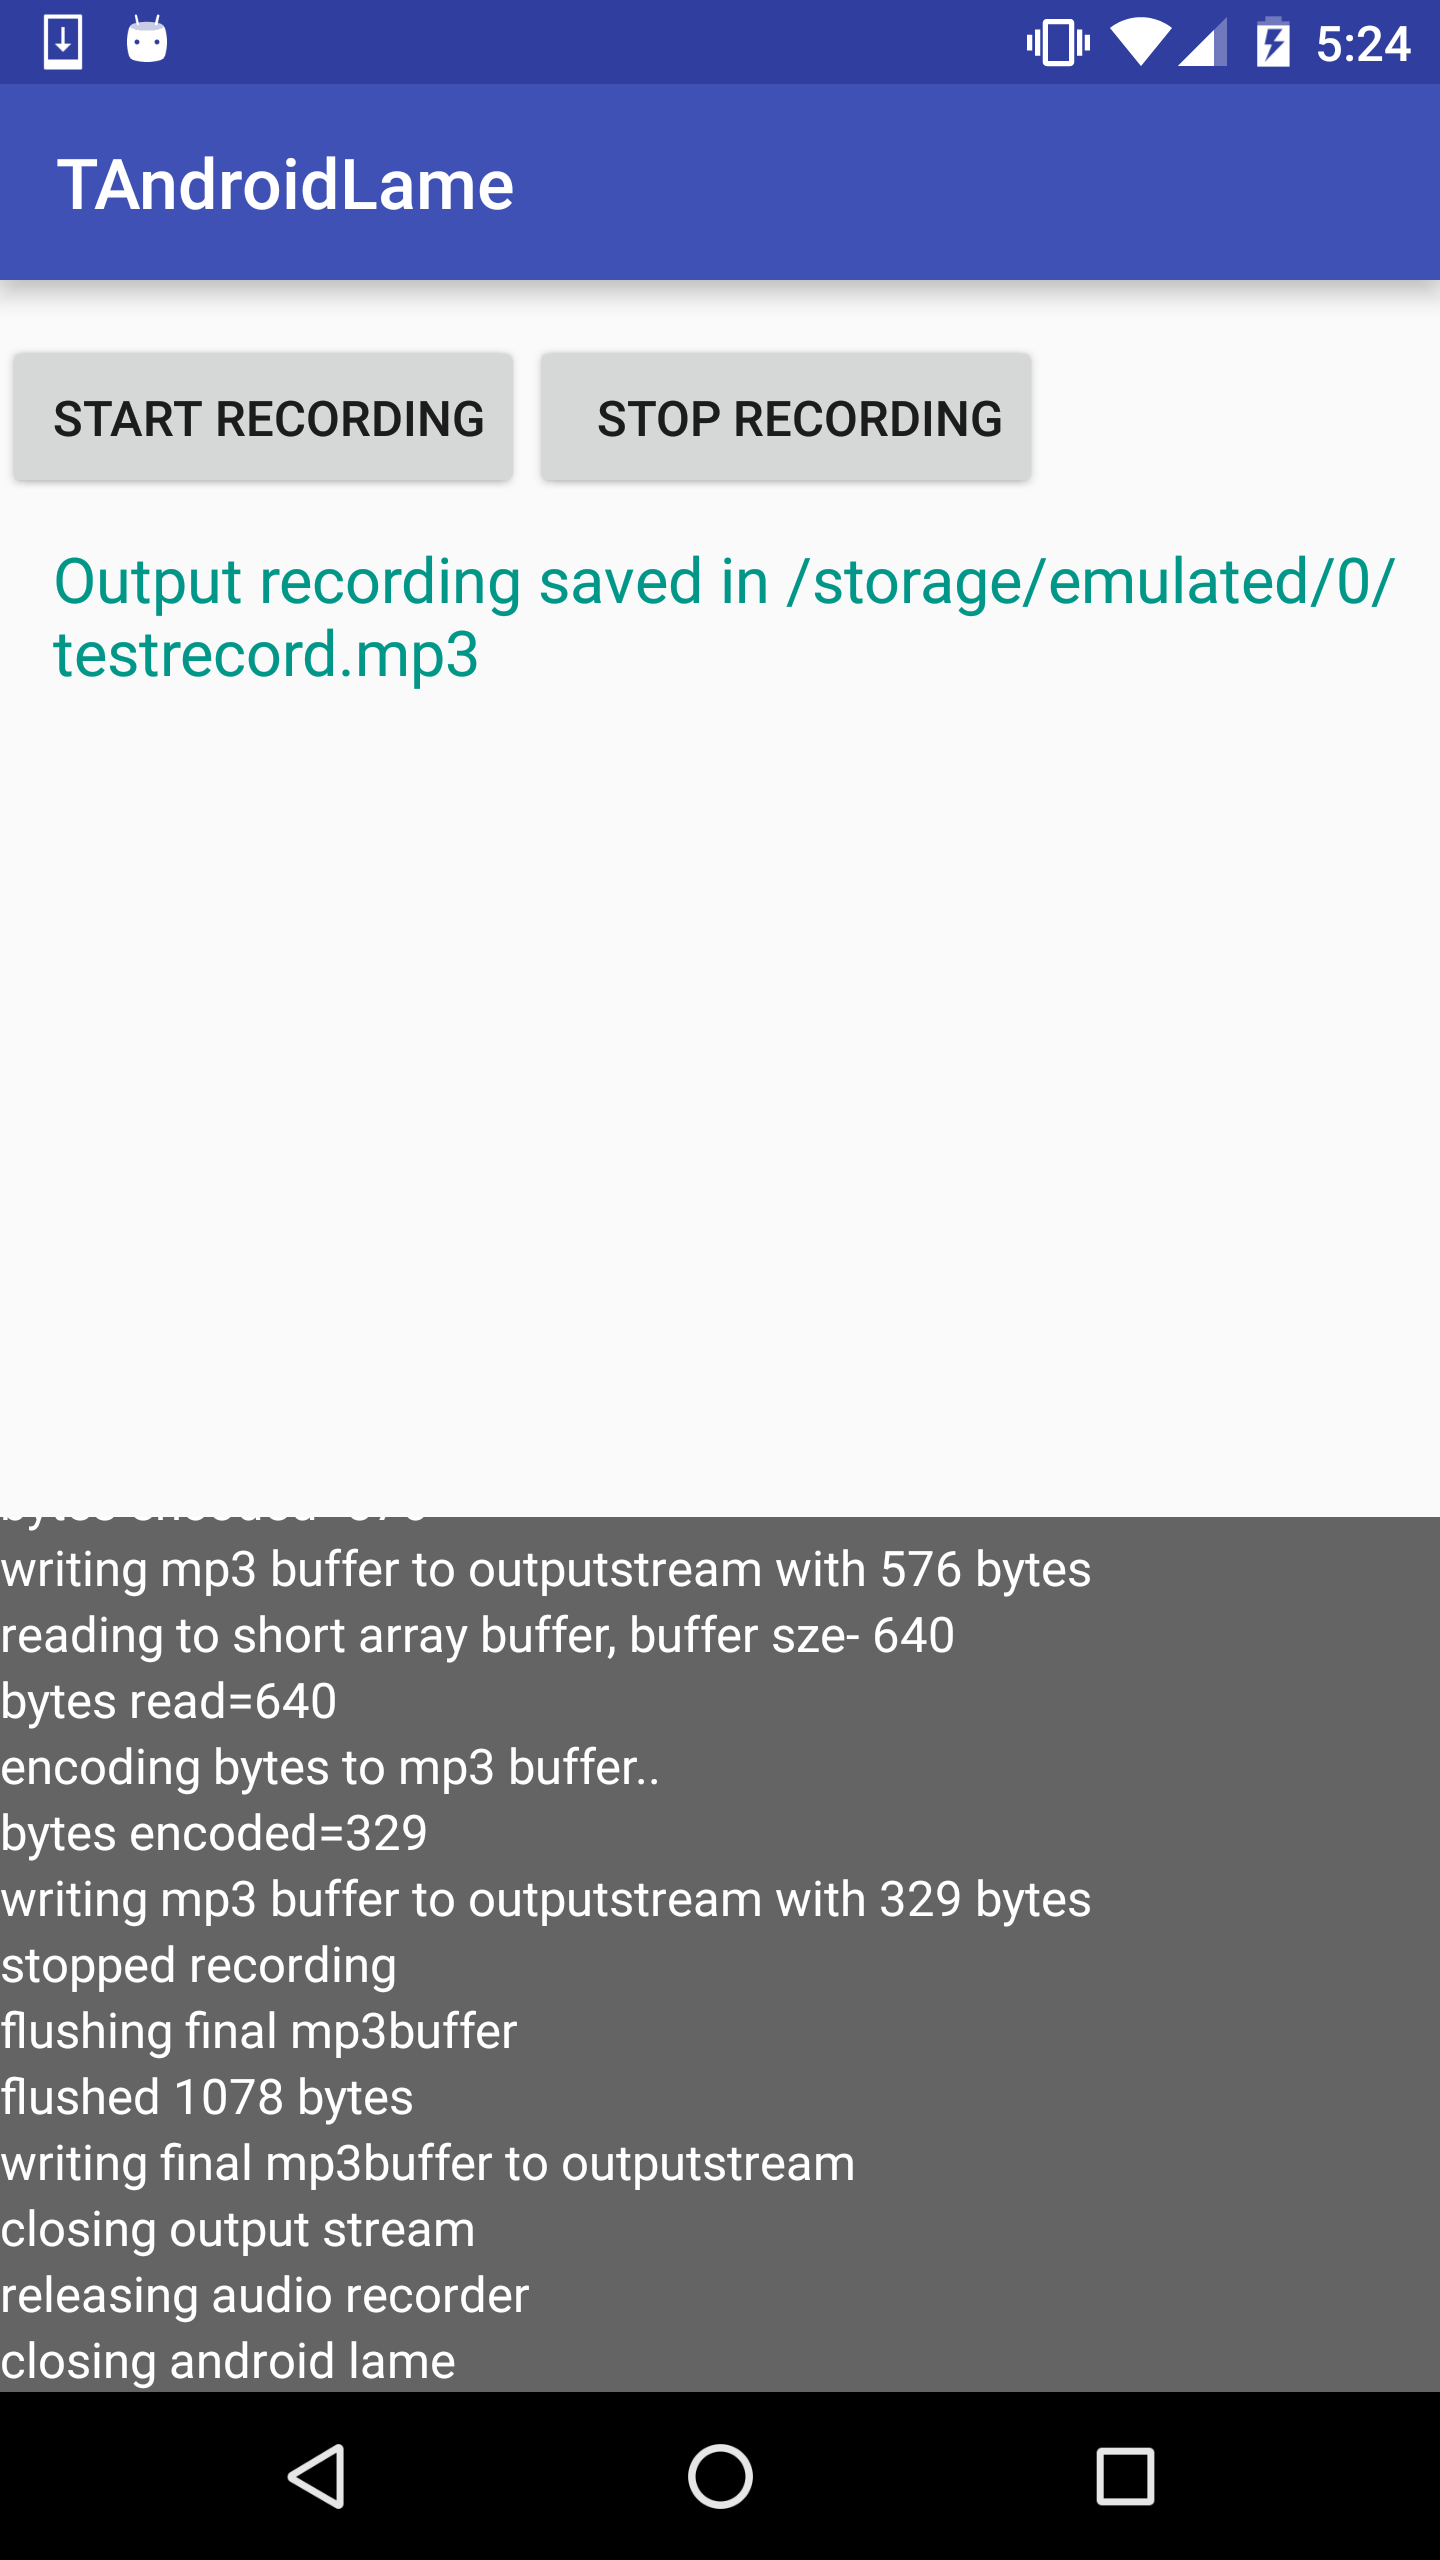 5:24
TAndroidLame
START RECORDING STOP RECORDING
Output recording saved in /storage/emulated/0/
testrecord.mp3
writing mp3 buffer to outputstream with 576 bytes
reading to short array buffer, buffer sze- 640
bytes read=640
encoding bytes to mp3 buffer..
bytes encoded=329
writing mp3 buffer to outputstream with 329 bytes
stopped recording
flushing final mp3buffer
flushed 1078 bytes
writing final mp3buffer to outputstream
closing output stream
releasing audio recorder
closing android lame